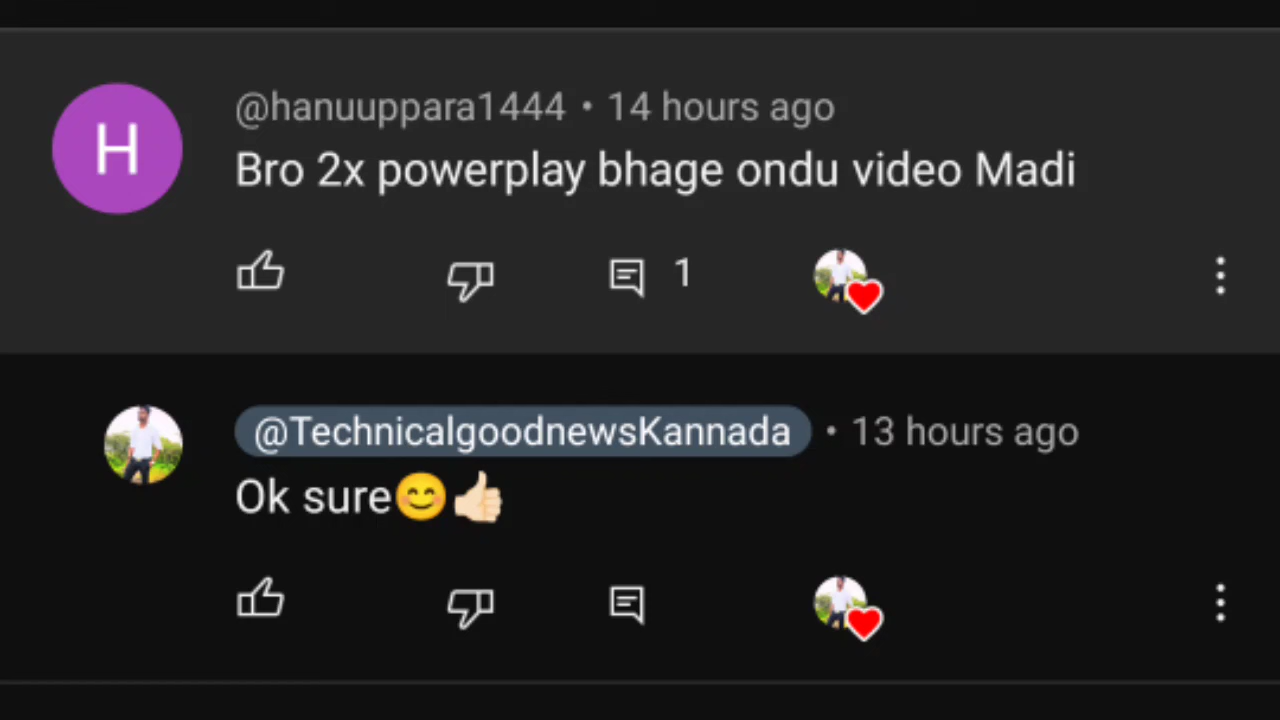 H
@hanuuppara1444 • 14 hours ago
Bro 2x powerplay bhage ondu video Madi
1
@TechnicalgoodnewsKannada • 13 hours ago
Ok sure😊👍🏻